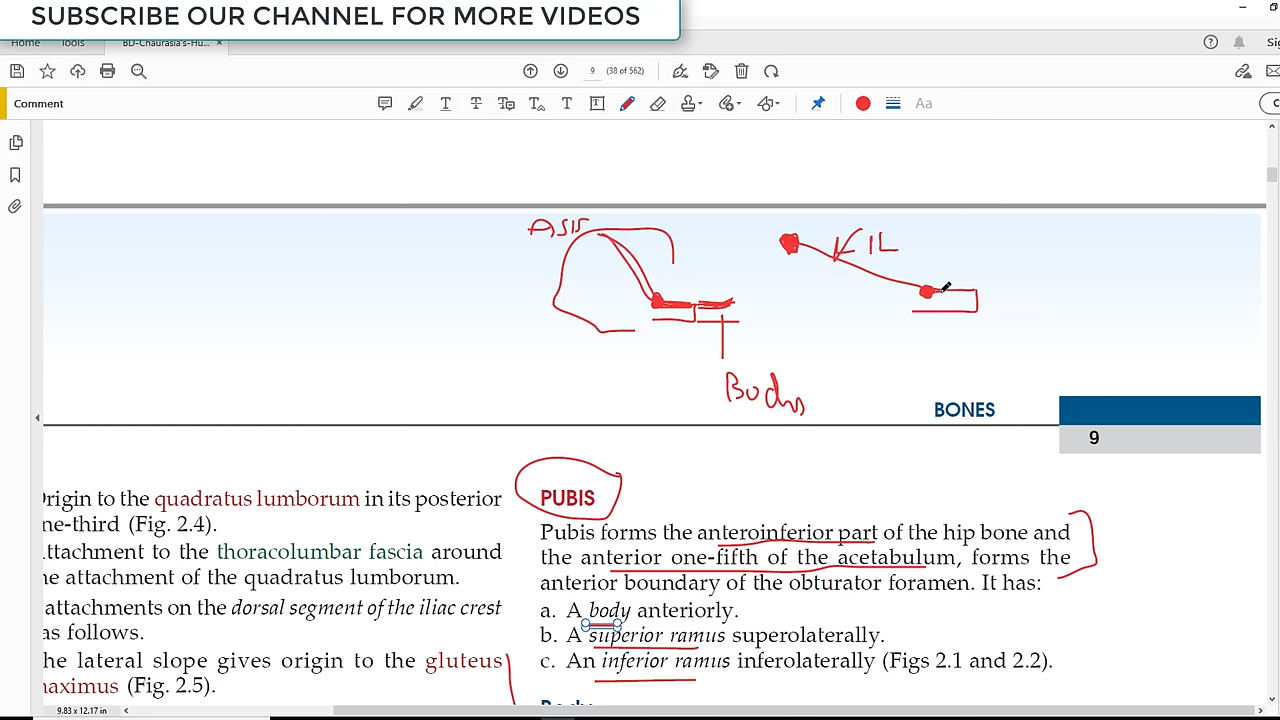 SUBSCRIBE OUR CHANNEL FOR MORE VIDEOS
Home Tools BD-Chaurasia's-Hu... ×
9 (38 of 562)
Comment
Aa
ASIS
IL
Body
BONES
9
Origin to the quadratus lumborum in its posterior
ne-third (Fig. 2.4).
ttachment to the thoracolumbar fascia around
he attachment of the quadratus lumborum.
attachments on the dorsal segment of the iliac crest
as follows.
he lateral slope gives origin to the gluteus
naximus (Fig. 2.5).
PUBIS
Pubis forms the anteroinferior part of the hip bone and
the anterior one-fifth of the acetabulum, forms the
anterior boundary of the obturator foramen. It has:
a. A body anteriorly.
b. A superior ramus superolaterally.
c. An inferior ramus inferolaterally (Figs 2.1 and 2.2).
9.83 x 12.17 in